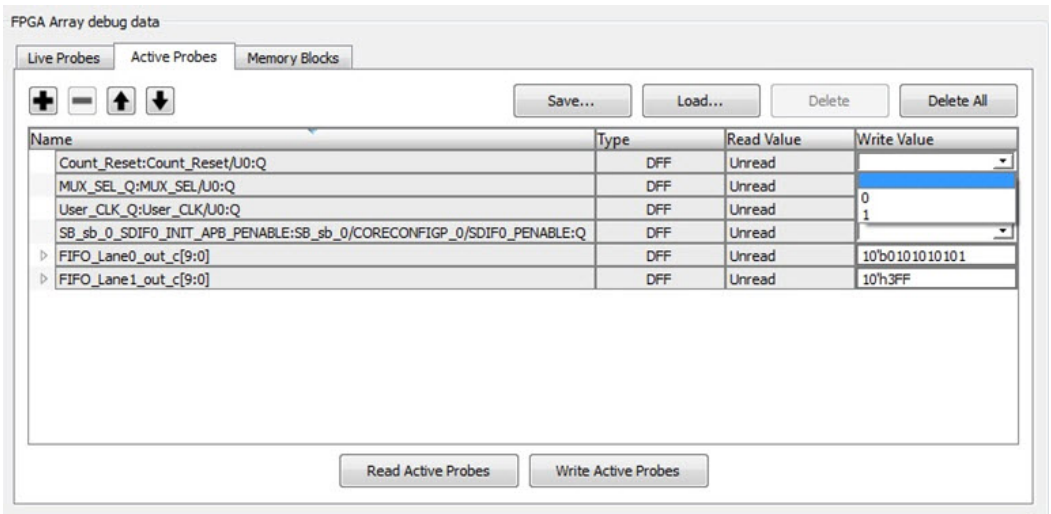 FPGA Array debug data
Live Probes Active Probes Memory Blocks
Save... Load... Delete Delete All
Name Type Read Value Write Value
Count_Reset:Count_Reset/U0:Q DFF Unread
MUX_SEL_Q:MUX_SEL/U0:Q DFF Unread
User_CLK_Q:User_CLK/U0:Q DFF Unread 0
1
SB_sb_0_SDIF0_INIT_APB_PENABLE:SB_sb_0/CORECONFIGP_0/SDIF0_PENABLE:Q DFF Unread
FIFO_Lane0_out_c[9:0] DFF Unread 10'b0101010101
FIFO_Lane1_out_c[9:0] DFF Unread 10'h3FF
Read Active Probes Write Active Probes